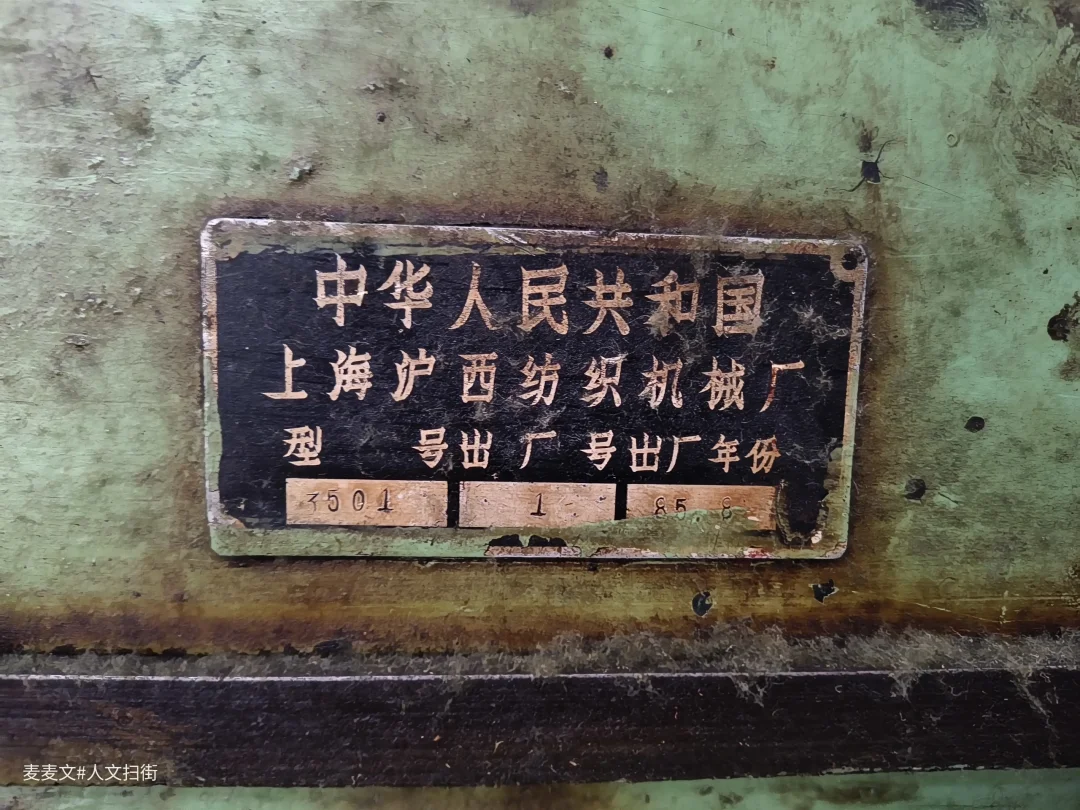 中华人民共和国
上海沪西纺织机械厂
型 号 出厂号 出厂年份
3501 1 85.8
麦麦文#人文扫街